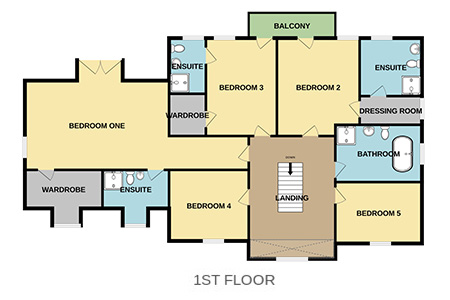 BALCONY
ENSUITE
BEDROOM 3
BEDROOM 2
ENSUITE
WARDROBE
DRESSING ROOM
BEDROOM ONE
BATHROOM
DOWN
WARDROBE
ENSUITE
BEDROOM 4
LANDING
BEDROOM 5
1ST FLOOR